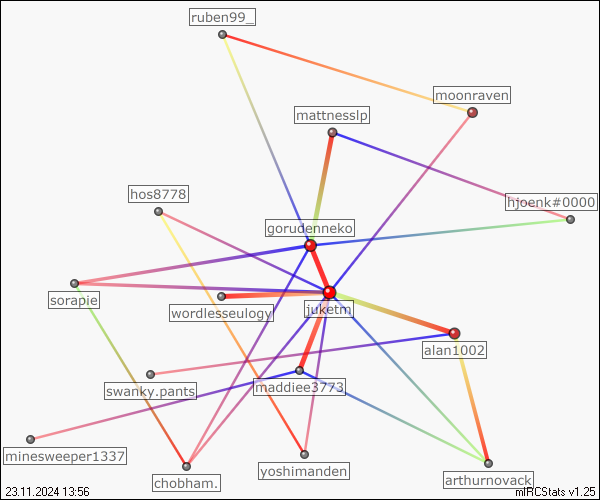 ruben99_
moonraven
mattnesslp
hos8778
hjoenk#0000
gorudenneko
sorapie
wordlesseulogy
juketm
alan1002
maddiee3773
swanky.pants
minesweeper1337
yoshimanden
chobham.
arthurnovack
23.11.2024 13:56
mIRCStats v1.25